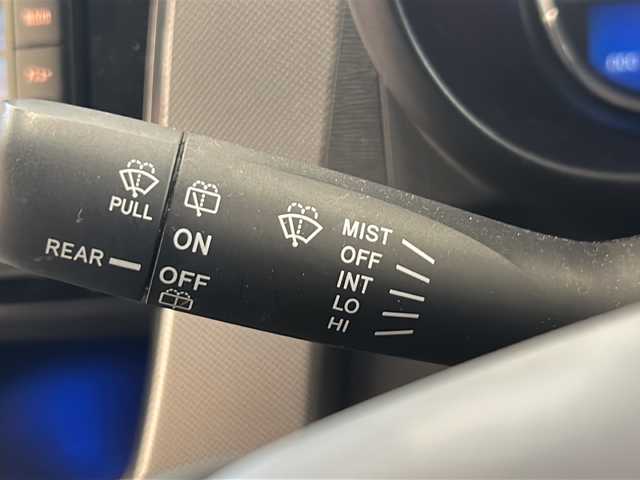 PULL
REAR
ON
OFF
MIST
OFF
INT
LO
HI